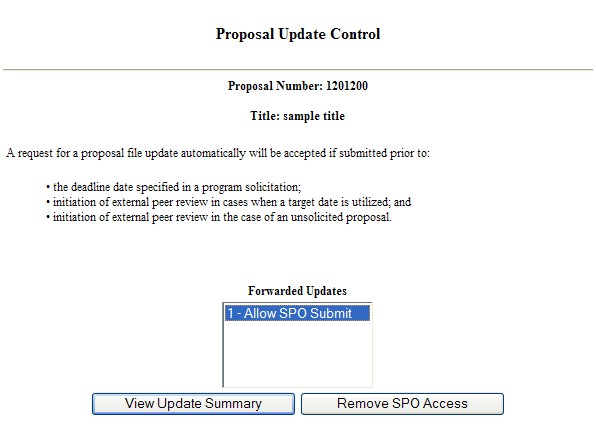 Proposal Update Control
Proposal Number: 1201200
Title: sample title
A request for a proposal file update automatically will be accepted if submitted prior to:
• the deadline date specified in a program solicitation;
• initiation of external peer review in cases when a target date is utilized; and
• initiation of external peer review in the case of an unsolicited proposal.
Forwarded Updates
1 - Allow SPO Submit
View Update Summary Remove SPO Access